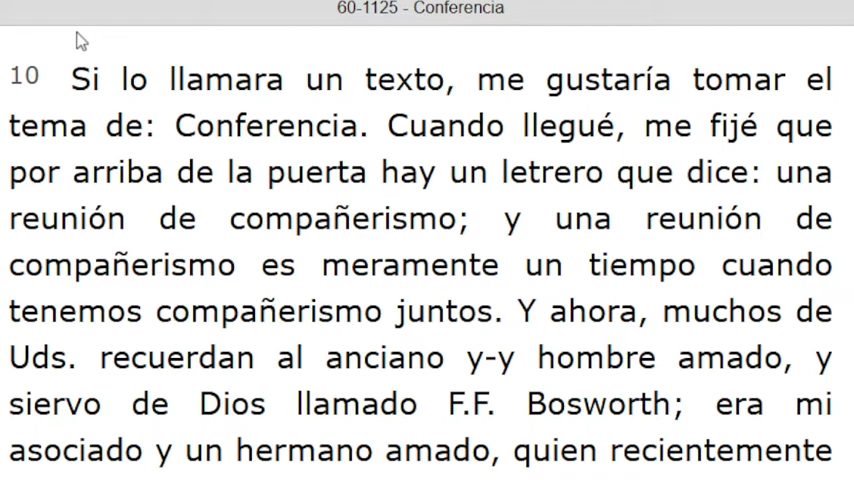 60-1125 - Conferencia
10 Si lo llamara un texto, me gustaría tomar el
tema de: Conferencia. Cuando llegué, me fijé que
por arriba de la puerta hay un letrero que dice: una
reunión de compañerismo; y una reunión de
compañerismo es meramente un tiempo cuando
tenemos compañerismo juntos. Y ahora, muchos de
Uds. recuerdan al anciano y-y hombre amado, y
siervo de Dios llamado F.F. Bosworth; era mi
asociado y un hermano amado, quien recientemente